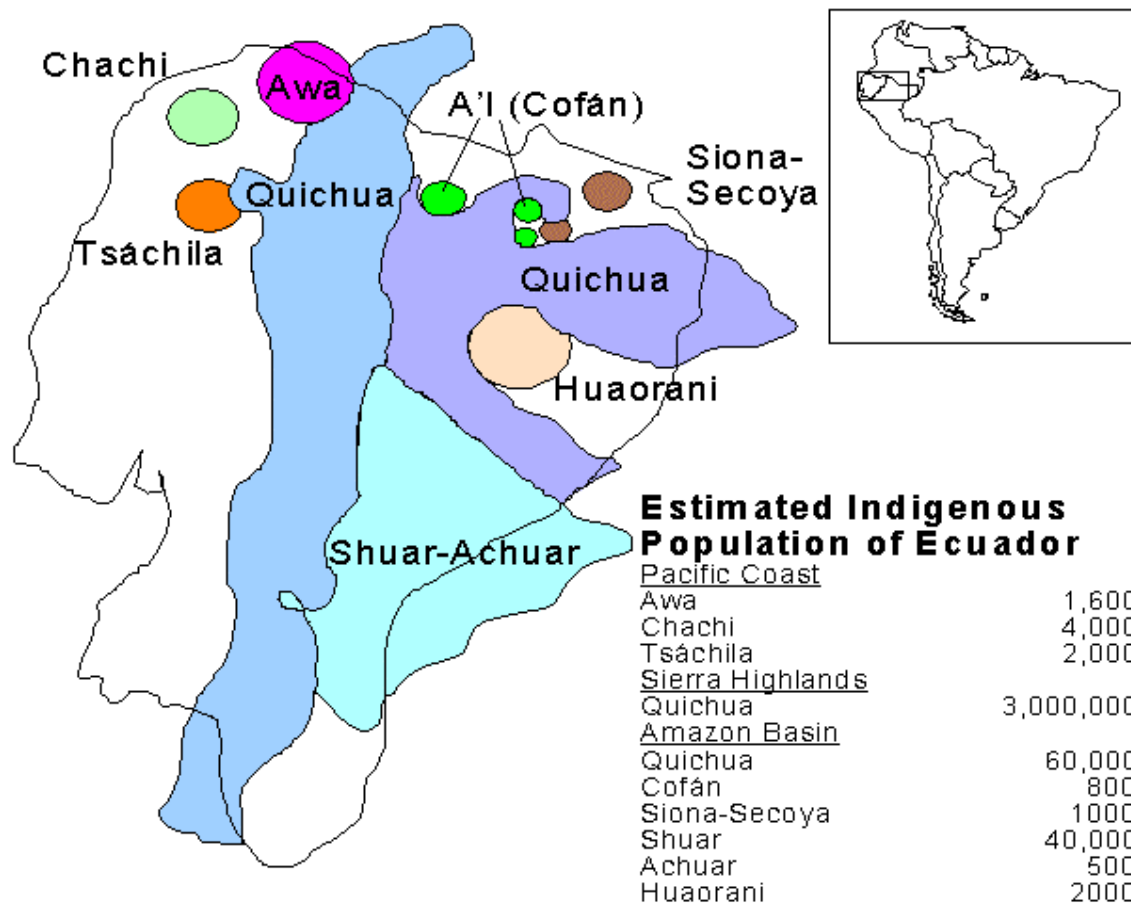 Chachi
Awa
A'I (Cofán)
Siona-
Secoya
Quichua
Tsáchila
Quichua
Huaorani
Shuar-Achuar
Estimated Indigenous
Population of Ecuador
Pacific Coast
Awa 1,600
Chachi 4,000
Tsáchila 2,000
Sierra Highlands
Quichua 3,000,000
Amazon Basin
Quichua 60,000
Cofán 800
Siona-Secoya 1000
Shuar 40,000
Achuar 500
Huaorani 2000